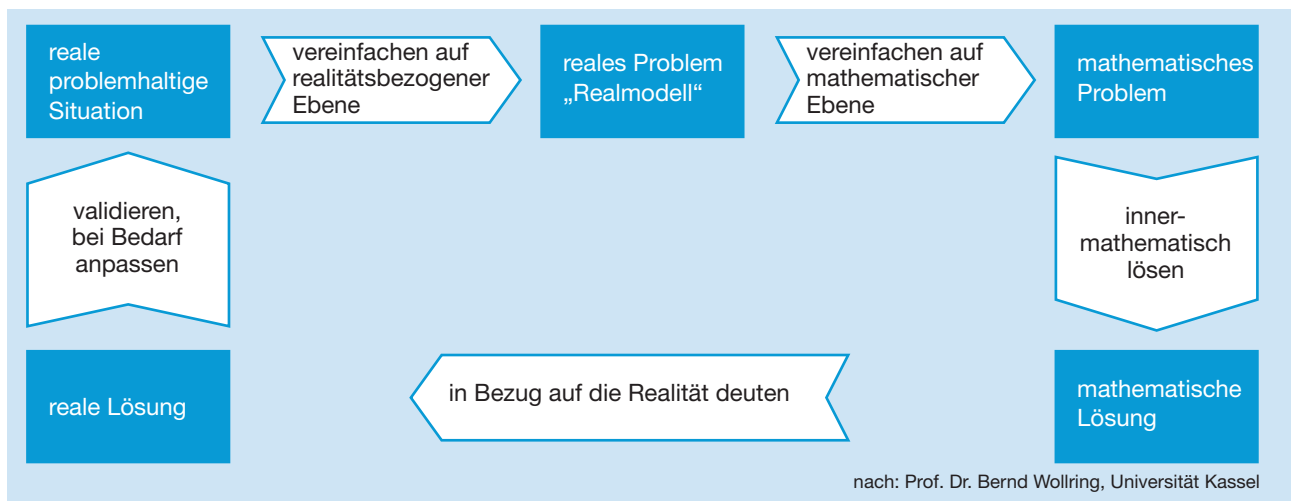 reale
problemhaltige
Situation
vereinfachen auf
realitätsbezogener
Ebene
reales Problem
„Realmodell“
vereinfachen auf
mathematischer
Ebene
mathematisches
Problem
validieren,
bei Bedarf
anpassen
inner-
mathematisch
lösen
reale Lösung
in Bezug auf die Realität deuten
mathematische
Lösung
nach: Prof. Dr. Bernd Wollring, Universität Kassel